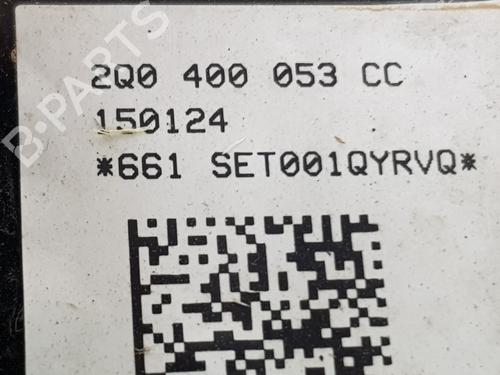 2Q0 400 053 CC
150124
*661 SET001QYRVQ*
B-PARTS